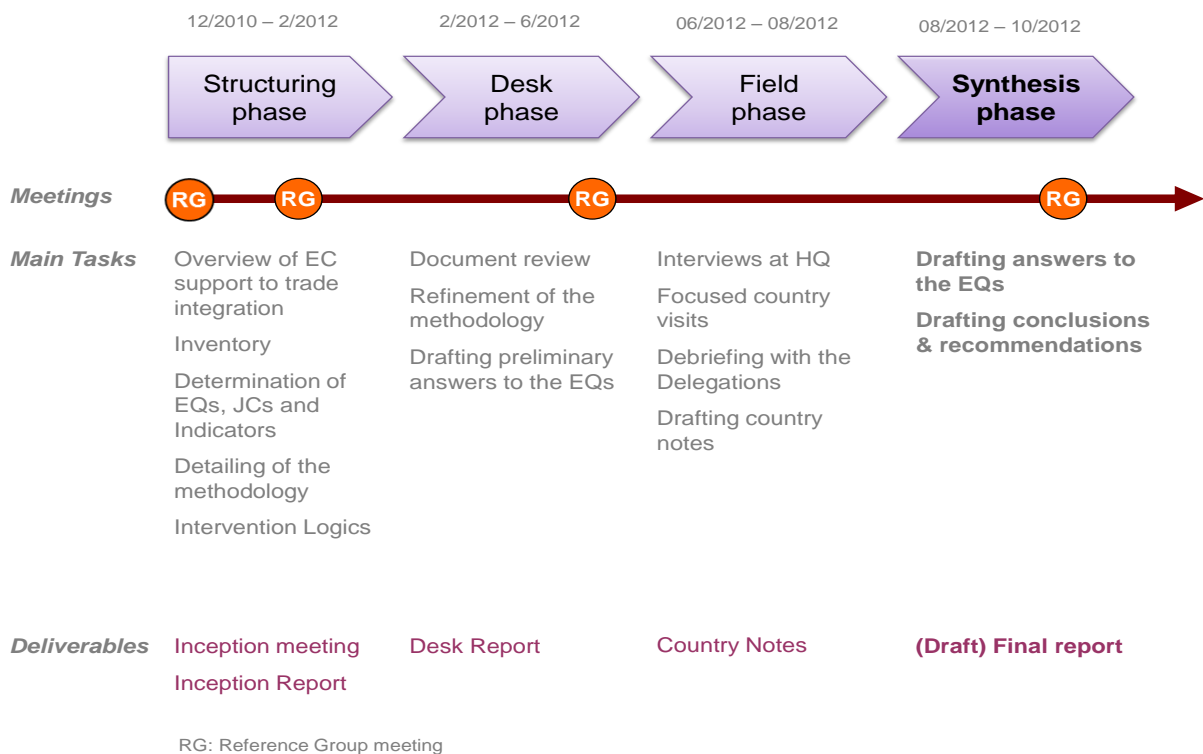 12/2010 – 2/2012
2/2012 – 6/2012
06/2012 – 08/2012
08/2012 – 10/2012
Structuring
phase
Desk
phase
Field
phase
Synthesis
phase
Meetings
RG
RG
RG
RG
Main Tasks
Overview of EC
support to trade
integration
Inventory
Determination of
EQs, JCs and
Indicators
Detailing of the
methodology
Intervention Logics
Document review
Refinement of the
methodology
Drafting preliminary
answers to the EQs
Interviews at HQ
Focused country
visits
Debriefing with the
Delegations
Drafting country
notes
Drafting answers to
the EQs
Drafting conclusions
& recommendations
Deliverables
Inception meeting
Inception Report
Desk Report
Country Notes
(Draft) Final report
RG: Reference Group meeting